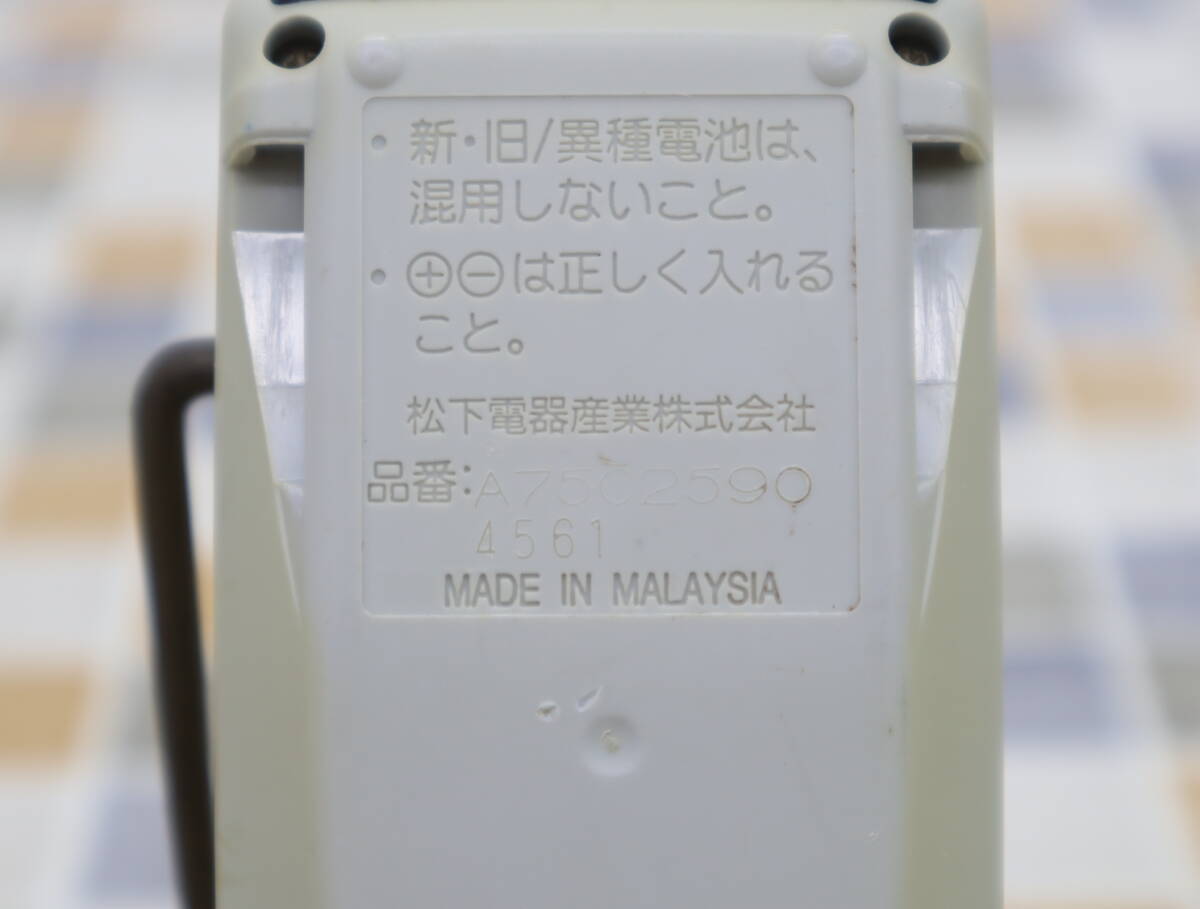 ・新・旧/異種電池は、
混用しないこと。
・⊕⊖は正しく入れる
こと。
松下電器産業株式会社
品番:A75C2590
4561
MADE IN MALAYSIA